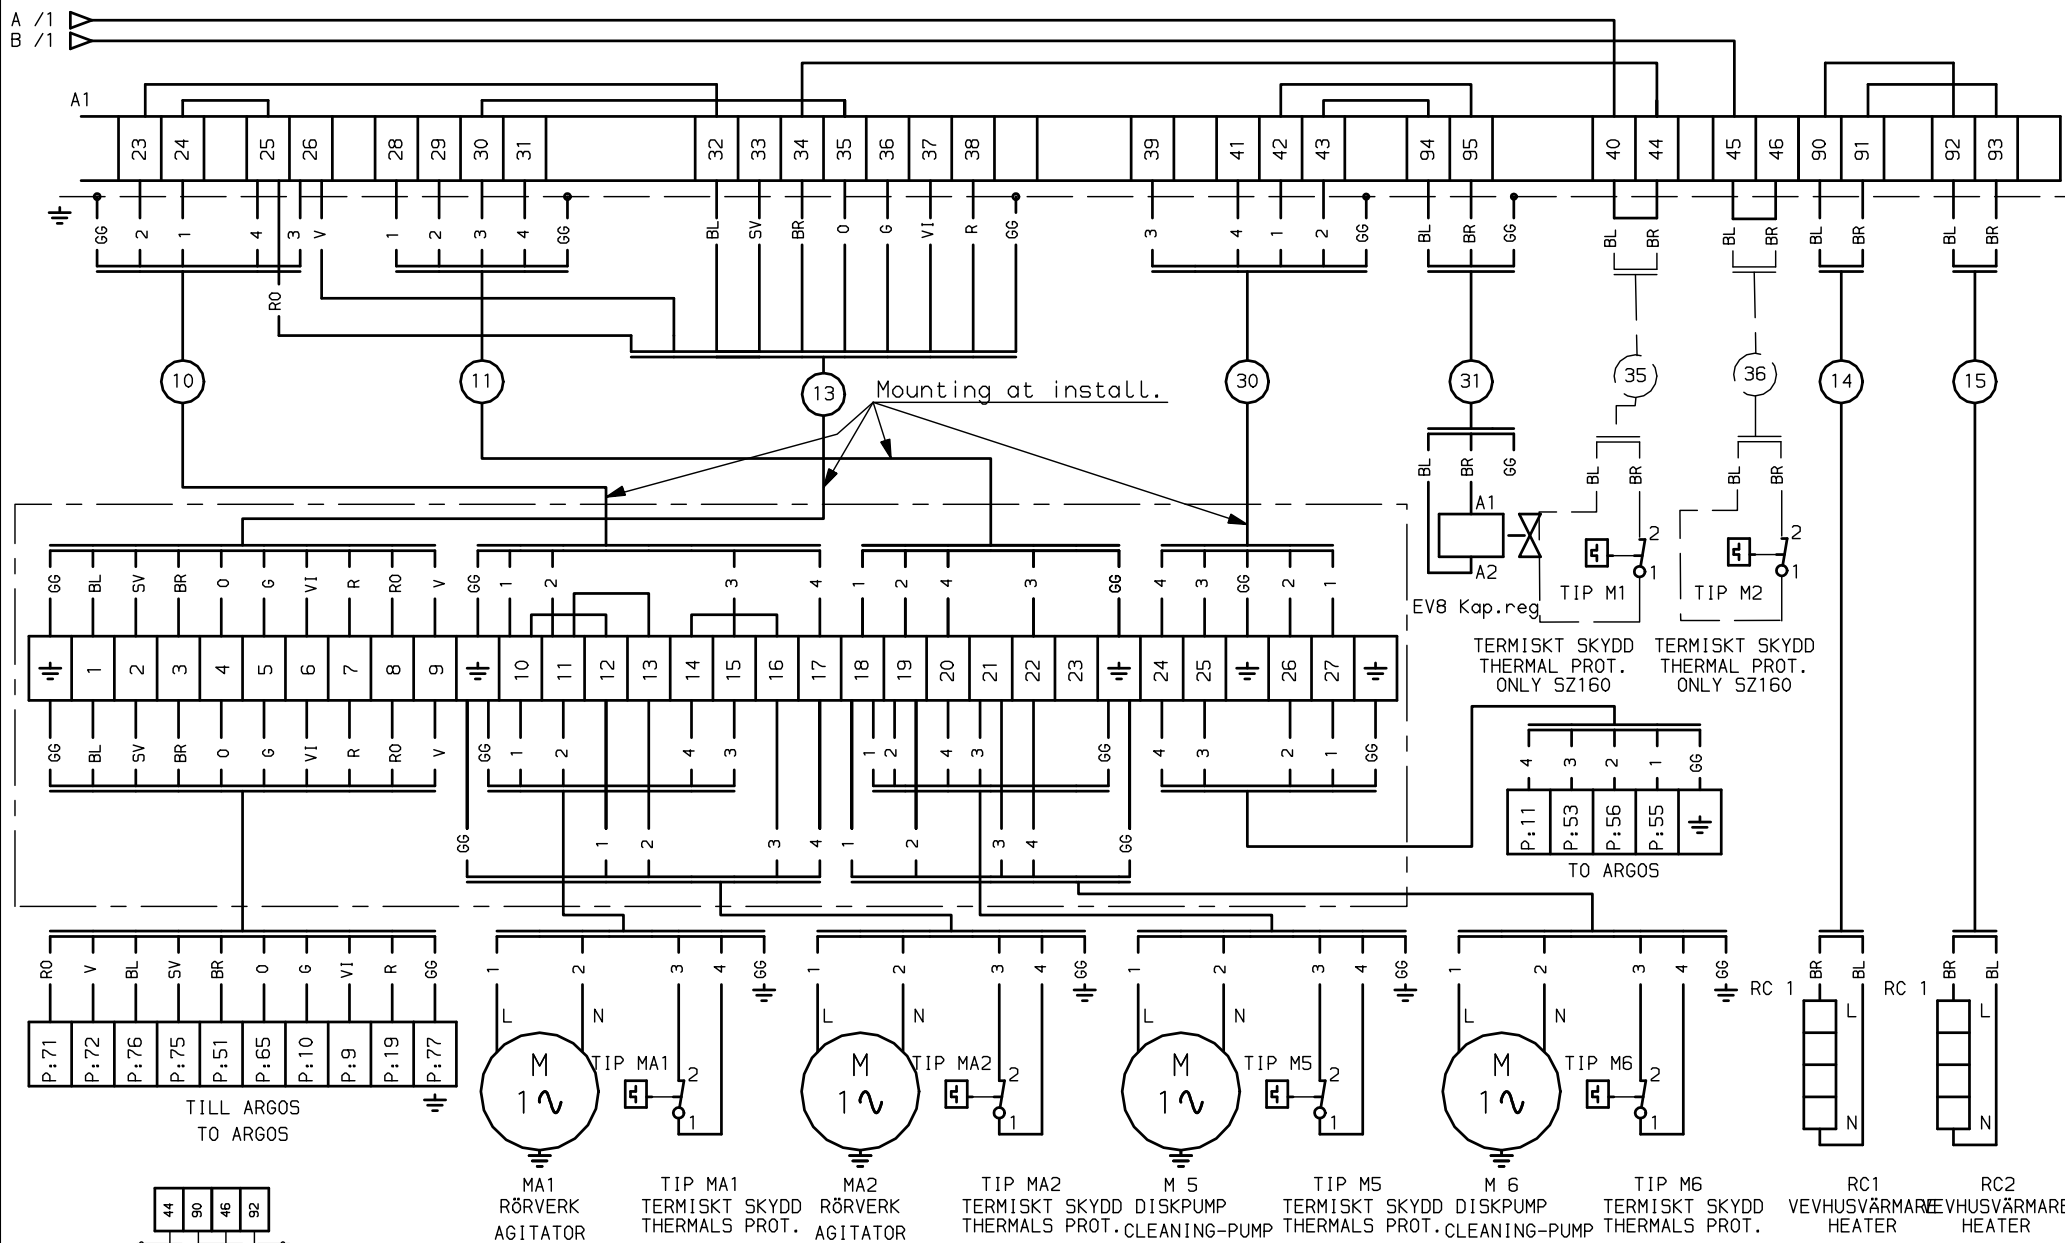 A /1
B /1
A1
23 24 25 26 28 29 30 31 32 33 34 35 36 37 38 39 41 42 43 94 95 40 44 45 46 90 91 92 93
GG 2 1 4 3 V 1 2 3 4 GG BL SV BR O G VI R GG 3 4 1 2 GG BL BR GG BL BR BL BR BL BR BL BR
RO
10 11 13 30 31 35 36 14 15
Mounting at install.
BL BR GG BL BR BL BR
A1
A2
EV8 Kap.reg
2
1
TIP M1
2
1
TIP M2
TERMISKT SKYDD
THERMAL PROT.
ONLY SZ160
TERMISKT SKYDD
THERMAL PROT.
ONLY SZ160
GG BL SV BR O G VI R RO V GG 1 2 3 4 1 2 4 3 GG 4 3 GG 2 1
1 2 3 4 5 6 7 8 9 10 11 12 13 14 15 16 17 18 19 20 21 22 23 24 25 26 27
GG BL SV BR O G VI R RO V GG 1 2 4 3 1 2 4 3 GG 4 3 2 1 GG
GG 1 2 3 4 1 2 3 4 GG
4 3 2 1 GG
P:11 P:53 P:56 P:55
TO ARGOS
RO V BL SV BR O G VI R GG
P:71 P:72 P:76 P:75 P:51 P:65 P:10 P:9 P:19 P:77
TILL ARGOS
TO ARGOS
1 2 3 4 GG
L N
M
1
TIP MA1
2
1
MA1
RÖRVERK
AGITATOR
TIP MA1
TERMISKT SKYDD
THERMALS PROT.
1 2 3 4 GG
L N
M
1
TIP MA2
2
1
MA2
RÖRVERK
AGITATOR
TIP MA2
TERMISKT SKYDD
THERMALS PROT.
1 2 3 4 GG
L N
M
1
TIP M5
2
1
M 5
DISKPUMP
CLEANING-PUMP
TIP M5
TERMISKT SKYDD
THERMALS PROT.
1 2 3 4 GG
L N
M
1
TIP M6
2
1
M 6
DISKPUMP
CLEANING-PUMP
TIP M6
TERMISKT SKYDD
THERMALS PROT.
BR BL
RC 1
L
N
RC1
VEVHUSVÄRMARE
HEATER
BR BL
RC 1
L
N
RC2
VEVHUSVÄRMARE
HEATER
44 90 46 92